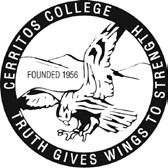 CERRITOS COLLEGE
FOUNDED 1956
TRUTH GIVES WINGS TO STRENGTH